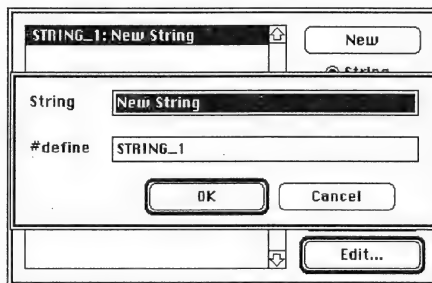 STRING_1: New String
New
String
String
New String
#define
STRING_1
OK
Cancel
Edit...